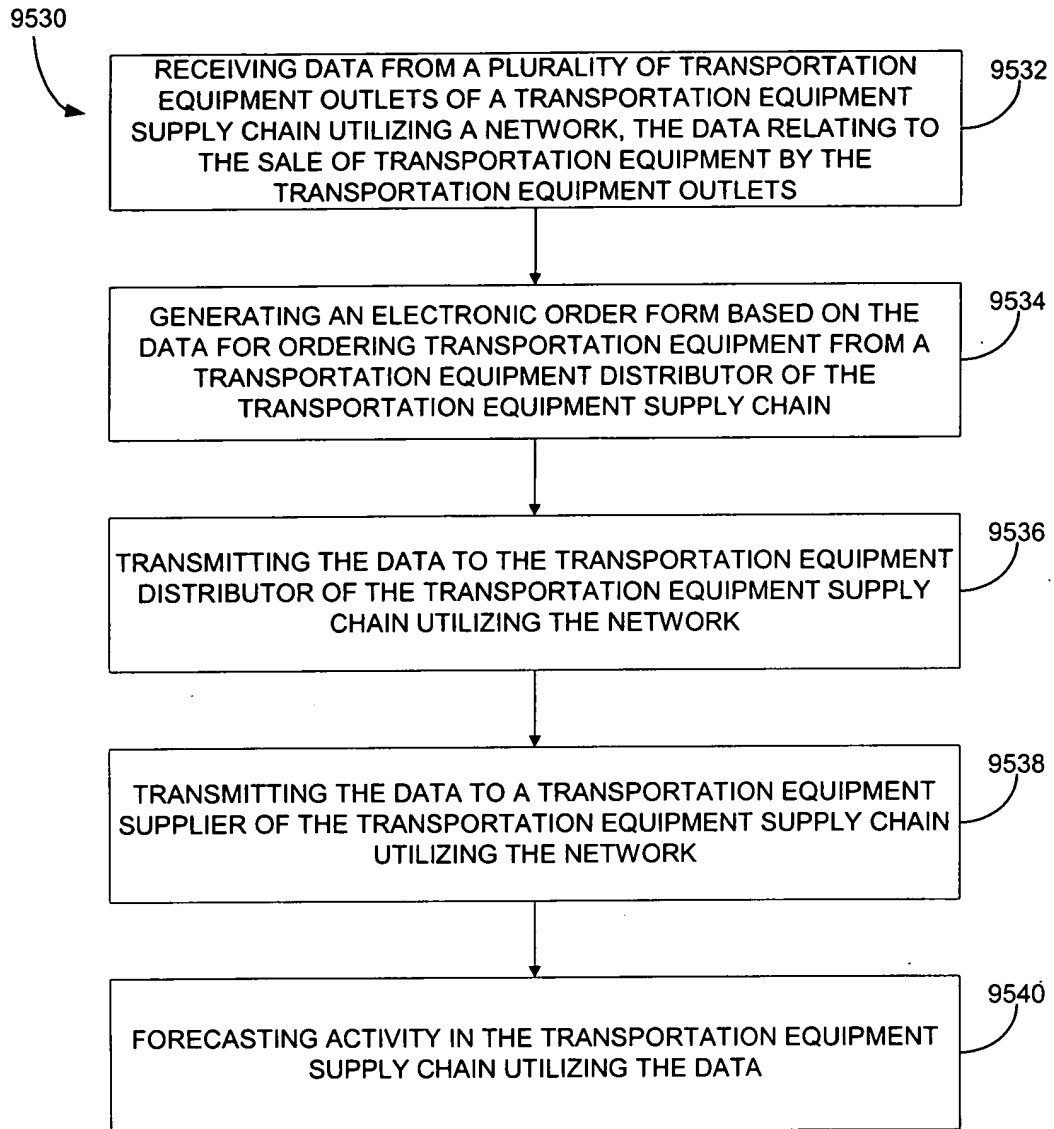 9530
RECEIVING DATA FROM A PLURALITY OF TRANSPORTATION
EQUIPMENT OUTLETS OF A TRANSPORTATION EQUIPMENT
SUPPLY CHAIN UTILIZING A NETWORK, THE DATA RELATING TO
THE SALE OF TRANSPORTATION EQUIPMENT BY THE
TRANSPORTATION EQUIPMENT OUTLETS
9532
GENERATING AN ELECTRONIC ORDER FORM BASED ON THE
DATA FOR ORDERING TRANSPORTATION EQUIPMENT FROM A
TRANSPORTATION EQUIPMENT DISTRIBUTOR OF THE
TRANSPORTATION EQUIPMENT SUPPLY CHAIN
9534
TRANSMITTING THE DATA TO THE TRANSPORTATION EQUIPMENT
DISTRIBUTOR OF THE TRANSPORTATION EQUIPMENT SUPPLY
CHAIN UTILIZING THE NETWORK
9536
TRANSMITTING THE DATA TO A TRANSPORTATION EQUIPMENT
SUPPLIER OF THE TRANSPORTATION EQUIPMENT SUPPLY CHAIN
UTILIZING THE NETWORK
9538
FORECASTING ACTIVITY IN THE TRANSPORTATION EQUIPMENT
SUPPLY CHAIN UTILIZING THE DATA
9540